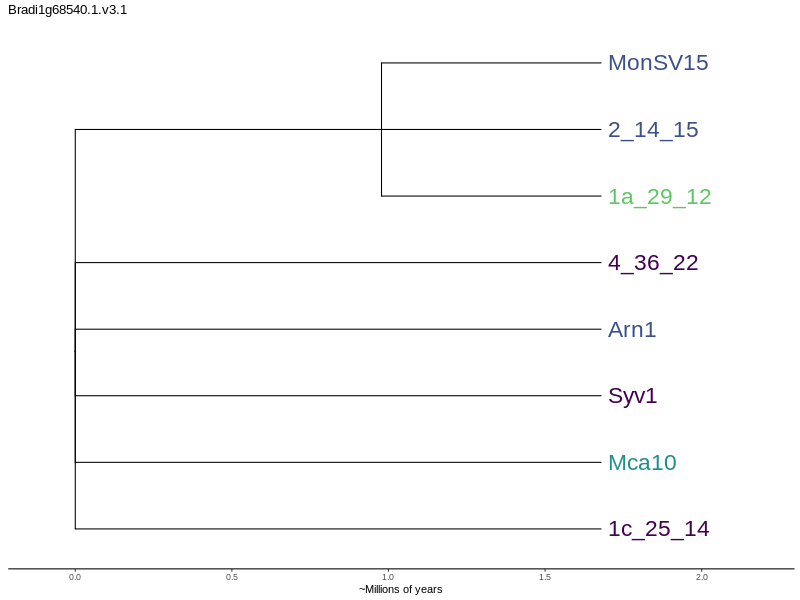 Bradi1g68540.1.v3.1
MonSV15
2_14_15
1a_29_12
4_36_22
Arn1
Syv1
Mca10
1c_25_14
0.0 0.5 1.0 1.5 2.0
~Millions of years